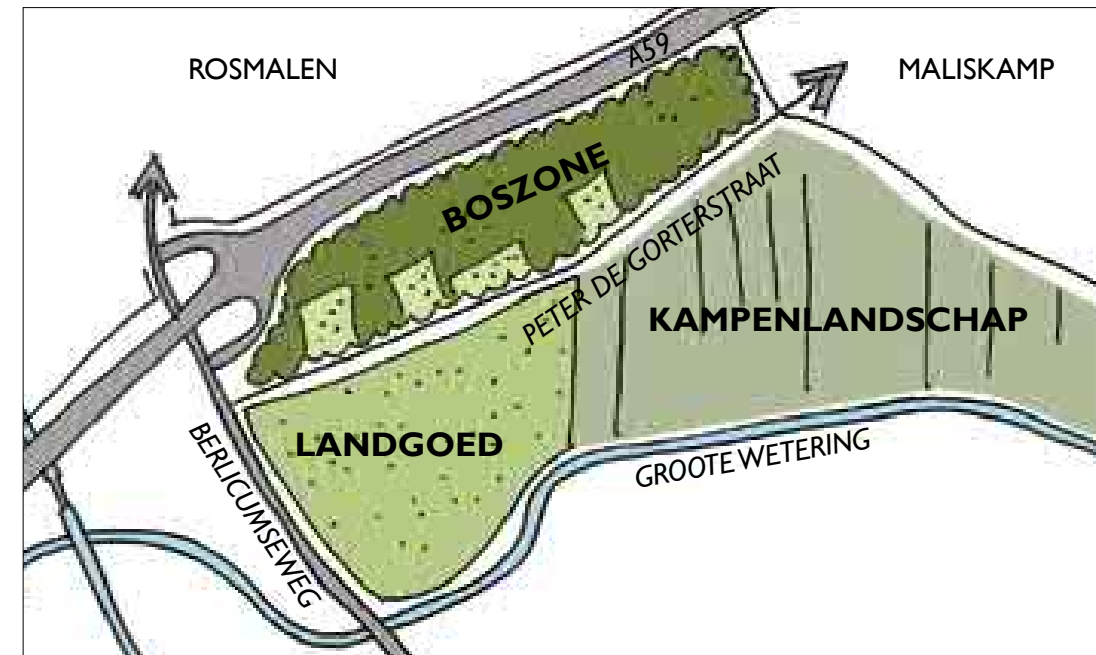 ROSMALEN
A59
MALISKAMP
BOSZONE
PETER DE GORTERSTRAAT
KAMPENLANDSCHAP
LANDGOED
BERLICUMSEWEG
GROOTE WETERING